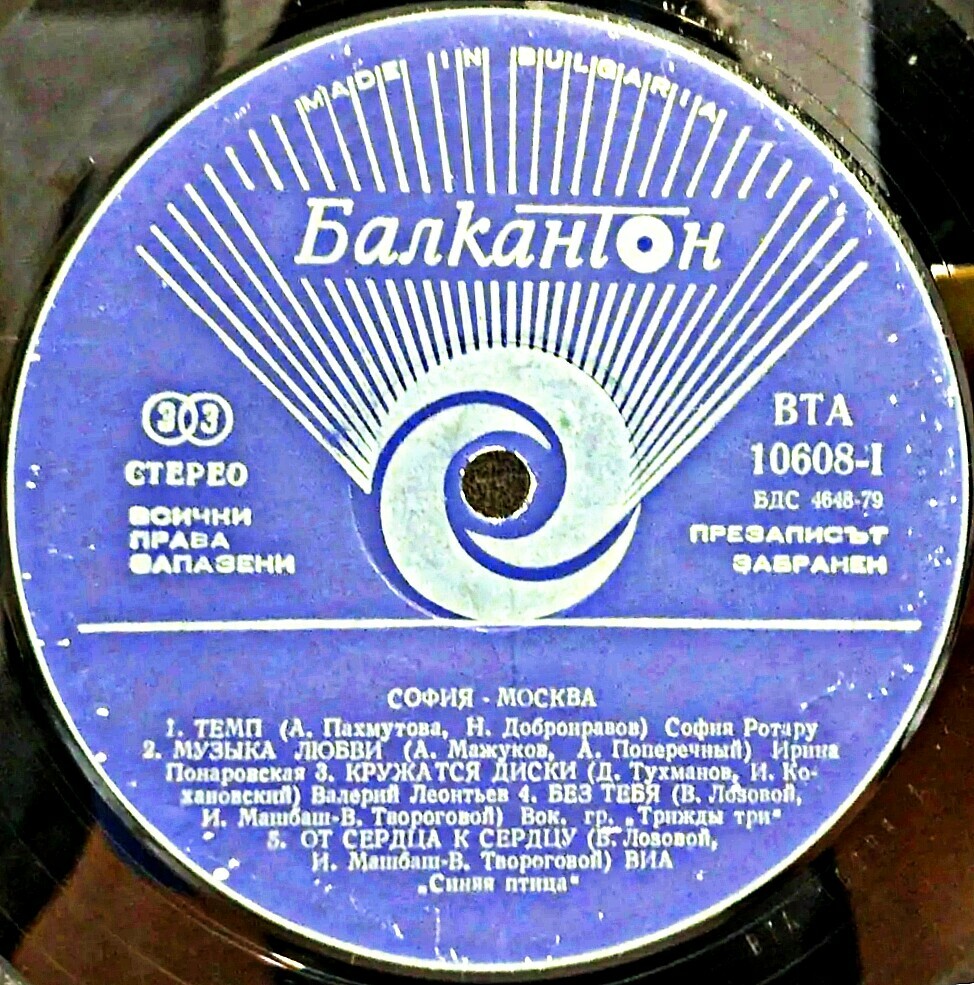 MADE IN BULGARIA
Балкантон
33
СТЕРЕО
ВСИЧКИ
ПРАВА
ЗАПАЗЕНИ
ВТА
10608-I
БДС 4648-79
ПРЕЗАПИСЪТ
ЗАБРАНЕН
СОФИЯ - МОСКВА
1. ТЕМП (А. Пахмутова, Н. Добронравов) София Ротару
2. МУЗЫКА ЛЮБВИ (А. Мажуков, А. Поперечный) Ирина
Понаровская 3. КРУЖАТСЯ ДИСКИ (Д. Тухманов, И. Ко-
хановский) Валерий Леонтьев 4. БЕЗ ТЕБЯ (В. Лозовой,
И. Машбаш-В. Твороговой) Вок. гр. „Трижды три"
5. ОТ СЕРДЦА К СЕРДЦУ (В. Лозовой,
И. Машбаш-В. Твороговой) ВИА
„Синяя птица"